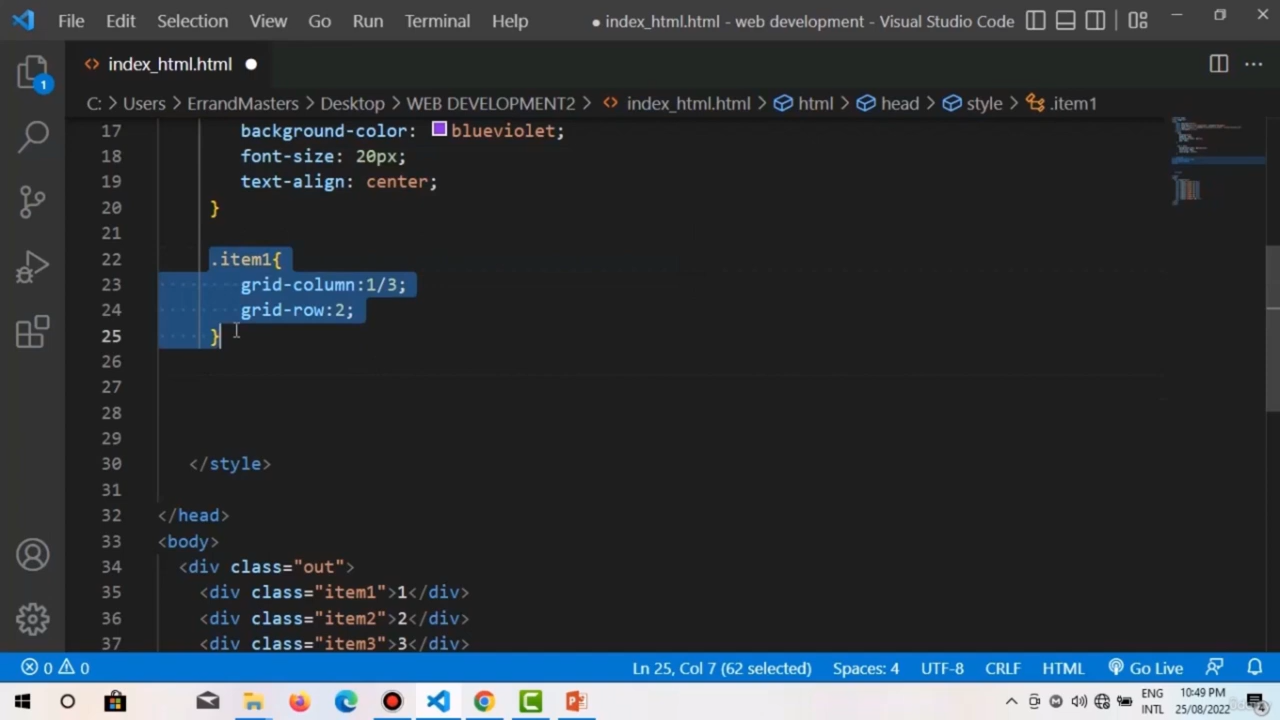 File Edit Selection View Go Run Terminal Help ● index_html.html - web development - Visual Studio Code
<> index_html.html ●
C: > Users > ErrandMasters > Desktop > WEB DEVELOPMENT2 > <> index_html.html > html > head > style > .item1
1
17 background-color: blueviolet;
18 font-size: 20px;
19 text-align: center;
20 }
21
22 .item1{
23 grid-column:1/3;
24 grid-row:2;
25 }
26
27
28
29
30 </style>
31
32 </head>
33 <body>
34 <div class="out">
35 <div class="item1">1</div>
36 <div class="item2">2</div>
37 <div class="item3">3</div>
0 0 Ln 25, Col 7 (62 selected) Spaces: 4 UTF-8 CRLF HTML Go Live
ENG 10:49 PM
INTL 25/08/2022 4